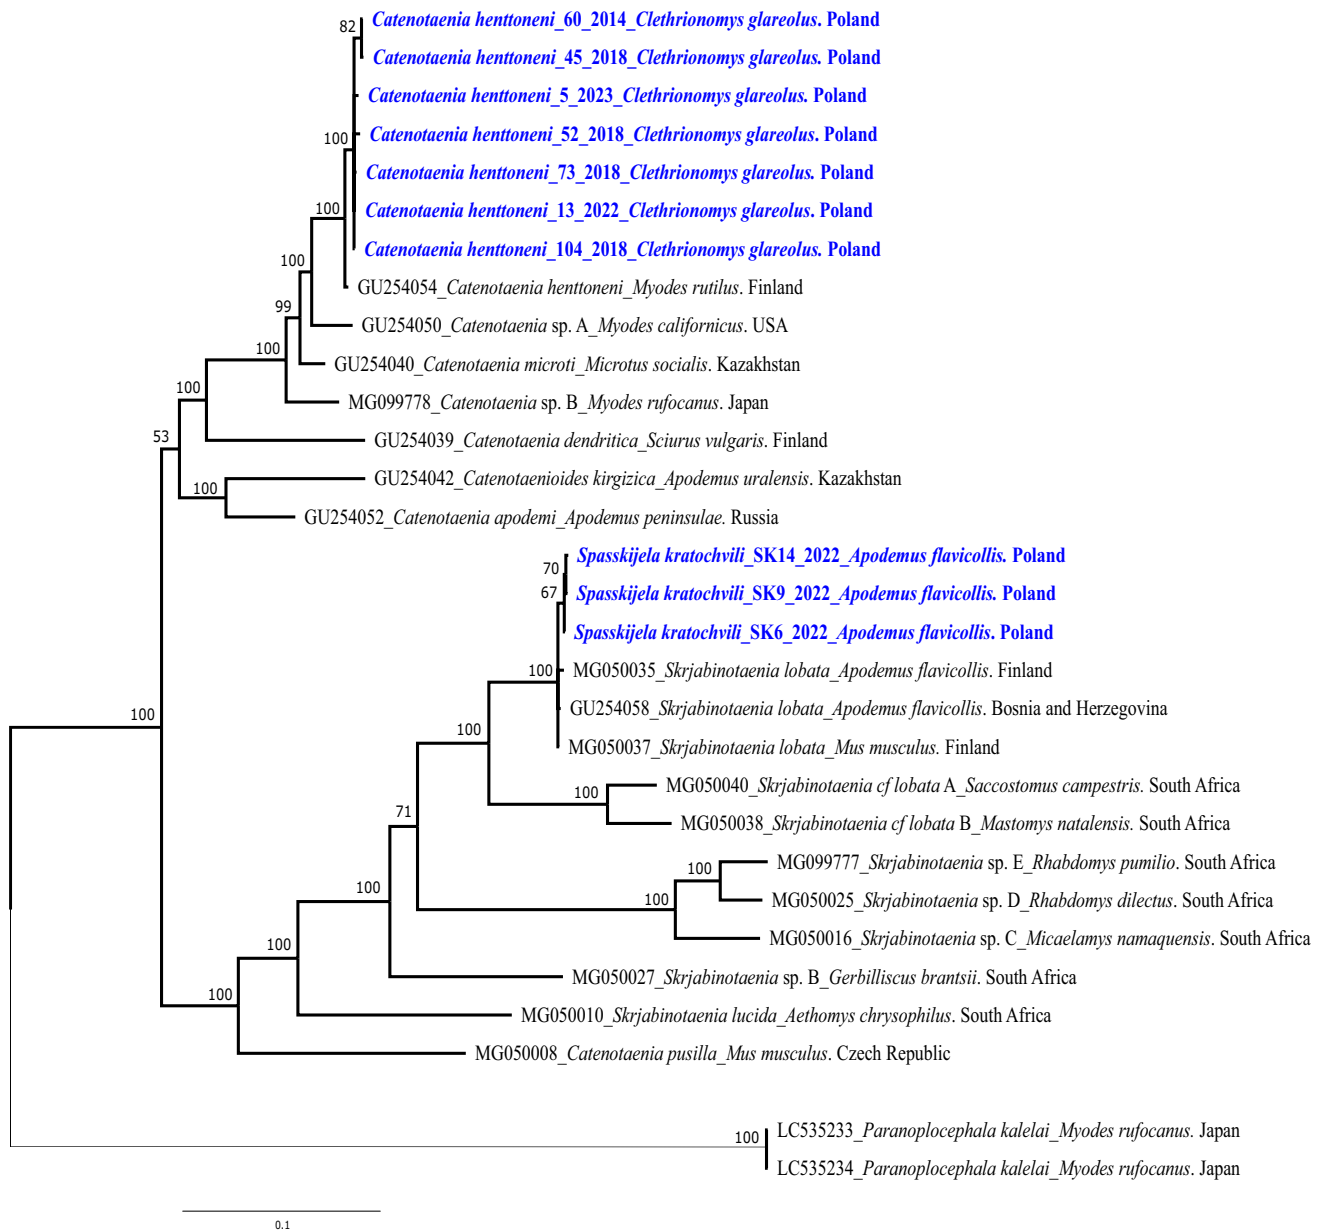 Catenotaenia henttoneni_60_2014_Clethrionomys glareolus. Poland
82
Catenotaenia henttoneni_45_2018_Clethrionomys glareolus. Poland
Catenotaenia henttoneni_5_2023_Clethrionomys glareolus. Poland
Catenotaenia henttoneni_52_2018_Clethrionomys glareolus. Poland
100
Catenotaenia henttoneni_73_2018_Clethrionomys glareolus. Poland
100
Catenotaenia henttoneni_13_2022_Clethrionomys glareolus. Poland
Catenotaenia henttoneni_104_2018_Clethrionomys glareolus. Poland
100
GU254054_Catenotaenia henttoneni_Myodes rutilus. Finland
99
GU254050_Catenotaenia sp. A_Myodes californicus. USA
100
GU254040_Catenotaenia microti_Microtus socialis. Kazakhstan
100
MG099778_Catenotaenia sp. B_Myodes rufocanus. Japan
53
GU254039_Catenotaenia dendritica_Sciurus vulgaris. Finland
GU254042_Catenotaenioides kirgizica_Apodemus uralensis. Kazakhstan
100
GU254052_Catenotaenia apodemi_Apodemus peninsulae. Russia
Spasskijela kratochvili_SK14_2022_Apodemus flavicollis. Poland
70
67
Spasskijela kratochvili_SK9_2022_Apodemus flavicollis. Poland
Spasskijela kratochvili_SK6_2022_Apodemus flavicollis. Poland
100
MG050035_Skrjabinotaenia lobata_Apodemus flavicollis. Finland
GU254058_Skrjabinotaenia lobata_Apodemus flavicollis. Bosnia and Herzegovina
100
100
MG050037_Skrjabinotaenia lobata_Mus musculus. Finland
MG050040_Skrjabinotaenia cf lobata A_Saccostomus campestris. South Africa
100
71
MG050038_Skrjabinotaenia cf lobata B_Mastomys natalensis. South Africa
MG099777_Skrjabinotaenia sp. E_Rhabdomys pumilio. South Africa
100
100
100
MG050025_Skrjabinotaenia sp. D_Rhabdomys dilectus. South Africa
MG050016_Skrjabinotaenia sp. C_Micaelamys namaquensis. South Africa
100
MG050027_Skrjabinotaenia sp. B_Gerbilliscus brantsii. South Africa
100
MG050010_Skrjabinotaenia lucida_Aethomys chrysophilus. South Africa
MG050008_Catenotaenia pusilla_Mus musculus. Czech Republic
LC535233_Paranoplocephala kalelai_Myodes rufocanus. Japan
100
LC535234_Paranoplocephala kalelai_Myodes rufocanus. Japan
0.1